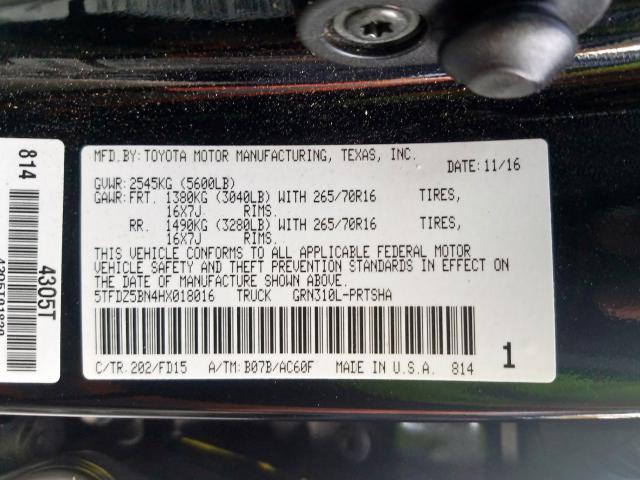 MFD.BY: TOYOTA MOTOR MANUFACTURING, TEXAS, INC.
DATE: 11/16
GVWR: 2545KG (5600LB)
GAWR: FRT. 1380KG (3040LB) WITH 265/70R16 TIRES,
16X7J RIMS.
RR. 1490KG (3280LB) WITH 265/70R16 TIRES,
16X7J RIMS.
THIS VEHICLE CONFORMS TO ALL APPLICABLE FEDERAL MOTOR
VEHICLE SAFETY AND THEFT PREVENTION STANDARDS IN EFFECT ON
THE DATE OF MANUFACTURE SHOWN ABOVE.
5TFDZ5BN4HX018016 TRUCK GRN310L-PRTSHA
C/TR: 202/FD15 A/TM: B07B/AC60F MADE IN U.S.A. 814
1
814
4305T